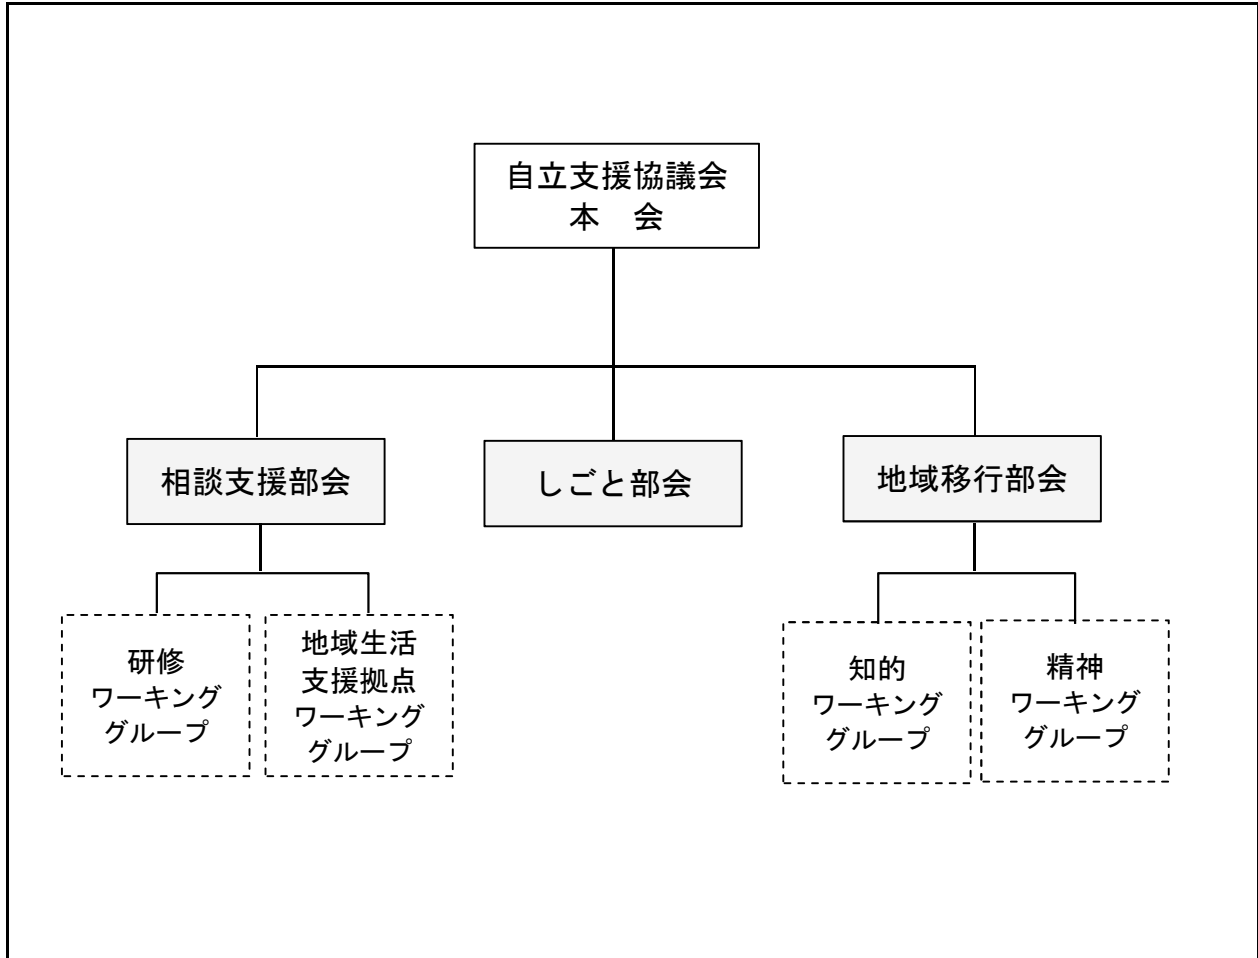 自立支援協議会
本　会
相談支援部会
しごと部会
地域移行部会
研修
ワーキング
グループ
地域生活
支援拠点
ワーキング
グループ
知的
ワーキング
グループ
精神
ワーキング
グループ